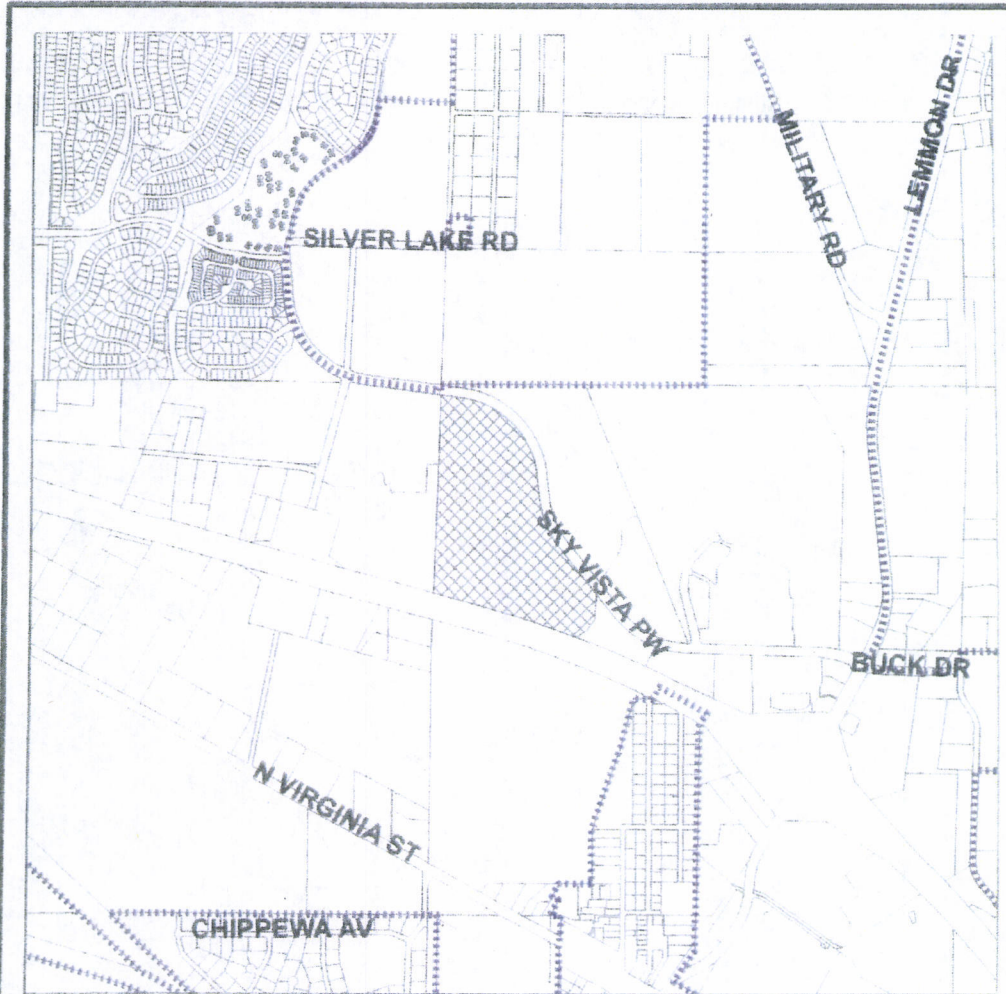 MILITARY RD
LEMMON DR
SILVER LAKE RD
SKY VISTA PW
BUCK DR
N VIRGINIA ST
CHIPPEWA AV